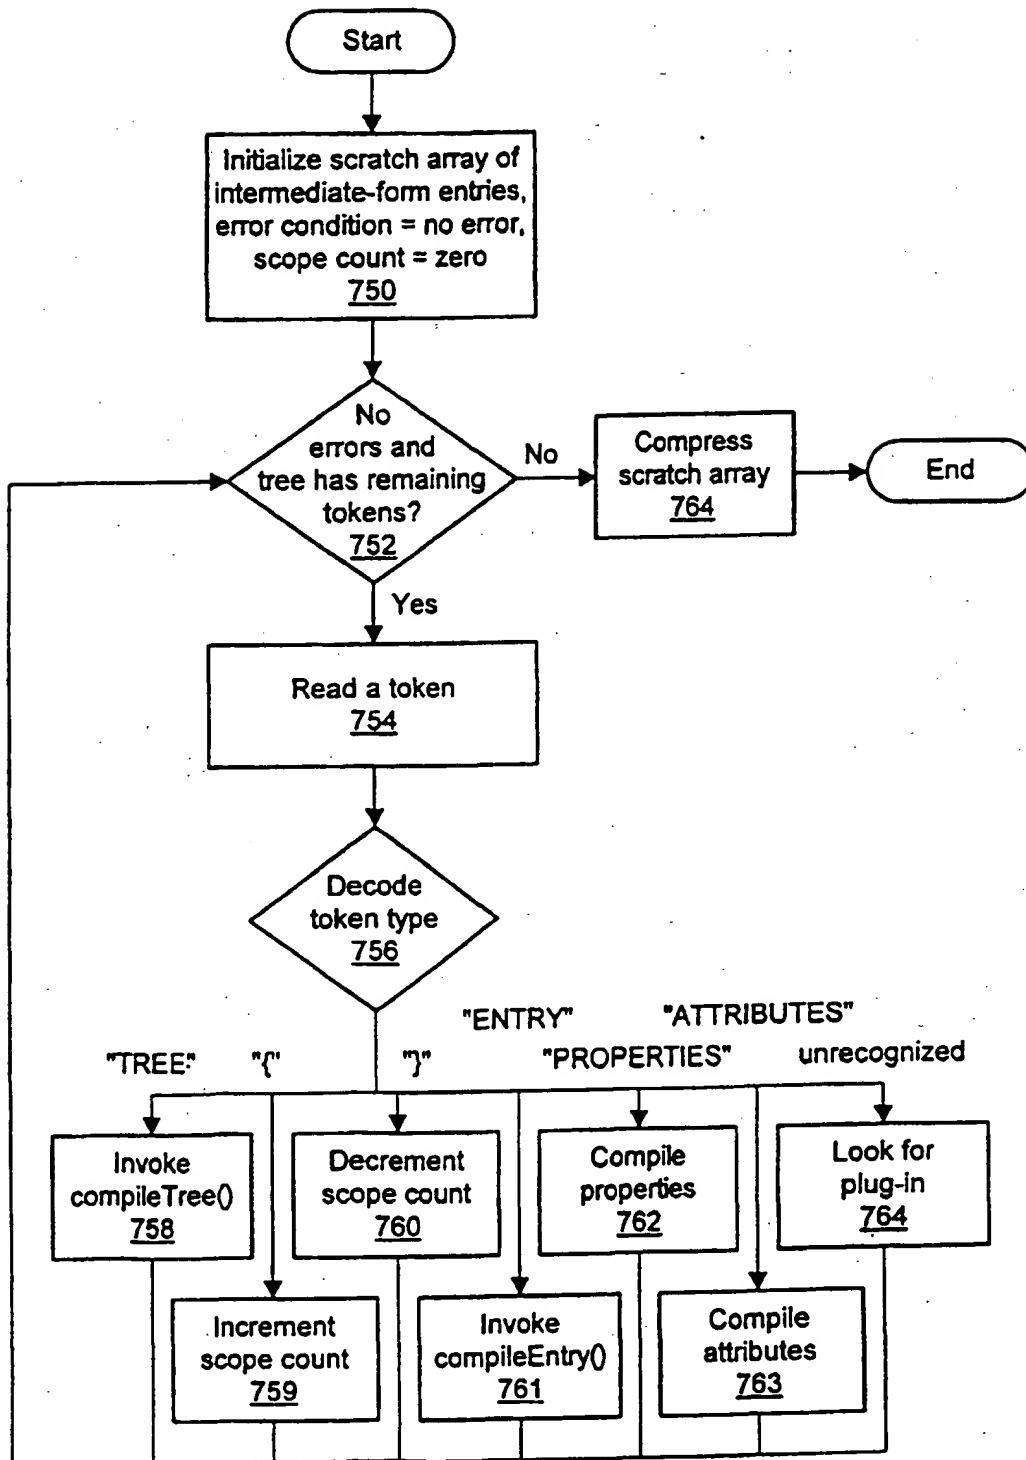 Start
Initialize scratch array of
intermediate-form entries,
error condition = no error,
scope count = zero
750
No
errors and
tree has remaining
tokens?
752
No
Compress
scratch array
764
End
Yes
Read a token
754
Decode
token type
756
"ENTRY"
"ATTRIBUTES"
"TREE"
"{"
"}"
"PROPERTIES"
unrecognized
Invoke
compileTree()
758
Decrement
scope count
760
Compile
properties
762
Look for
plug-in
764
Increment
scope count
759
Invoke
compileEntry()
761
Compile
attributes
763